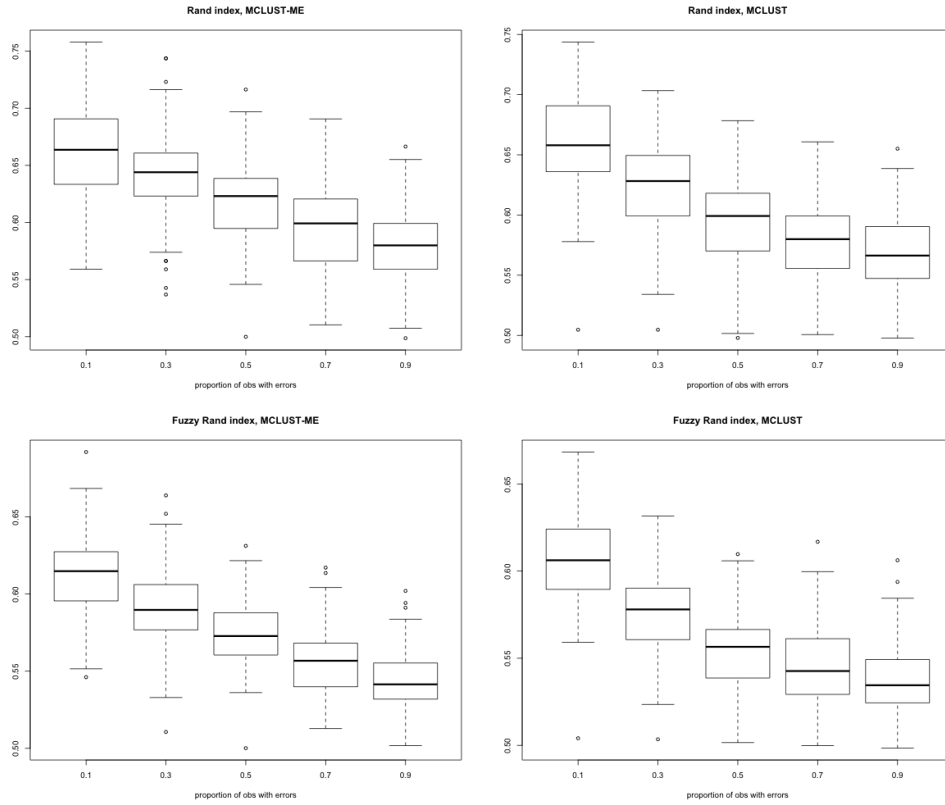 Rand index, MCLUST-ME
0.75
0.70
0.65
0.60
0.55
0.50
0.1 0.3 0.5 0.7 0.9
proportion of obs with errors
Rand index, MCLUST
0.75
0.70
0.65
0.60
0.55
0.50
0.1 0.3 0.5 0.7 0.9
proportion of obs with errors
Fuzzy Rand index, MCLUST-ME
0.65
0.60
0.55
0.50
0.1 0.3 0.5 0.7 0.9
proportion of obs with errors
Fuzzy Rand index, MCLUST
0.65
0.60
0.55
0.50
0.1 0.3 0.5 0.7 0.9
proportion of obs with errors